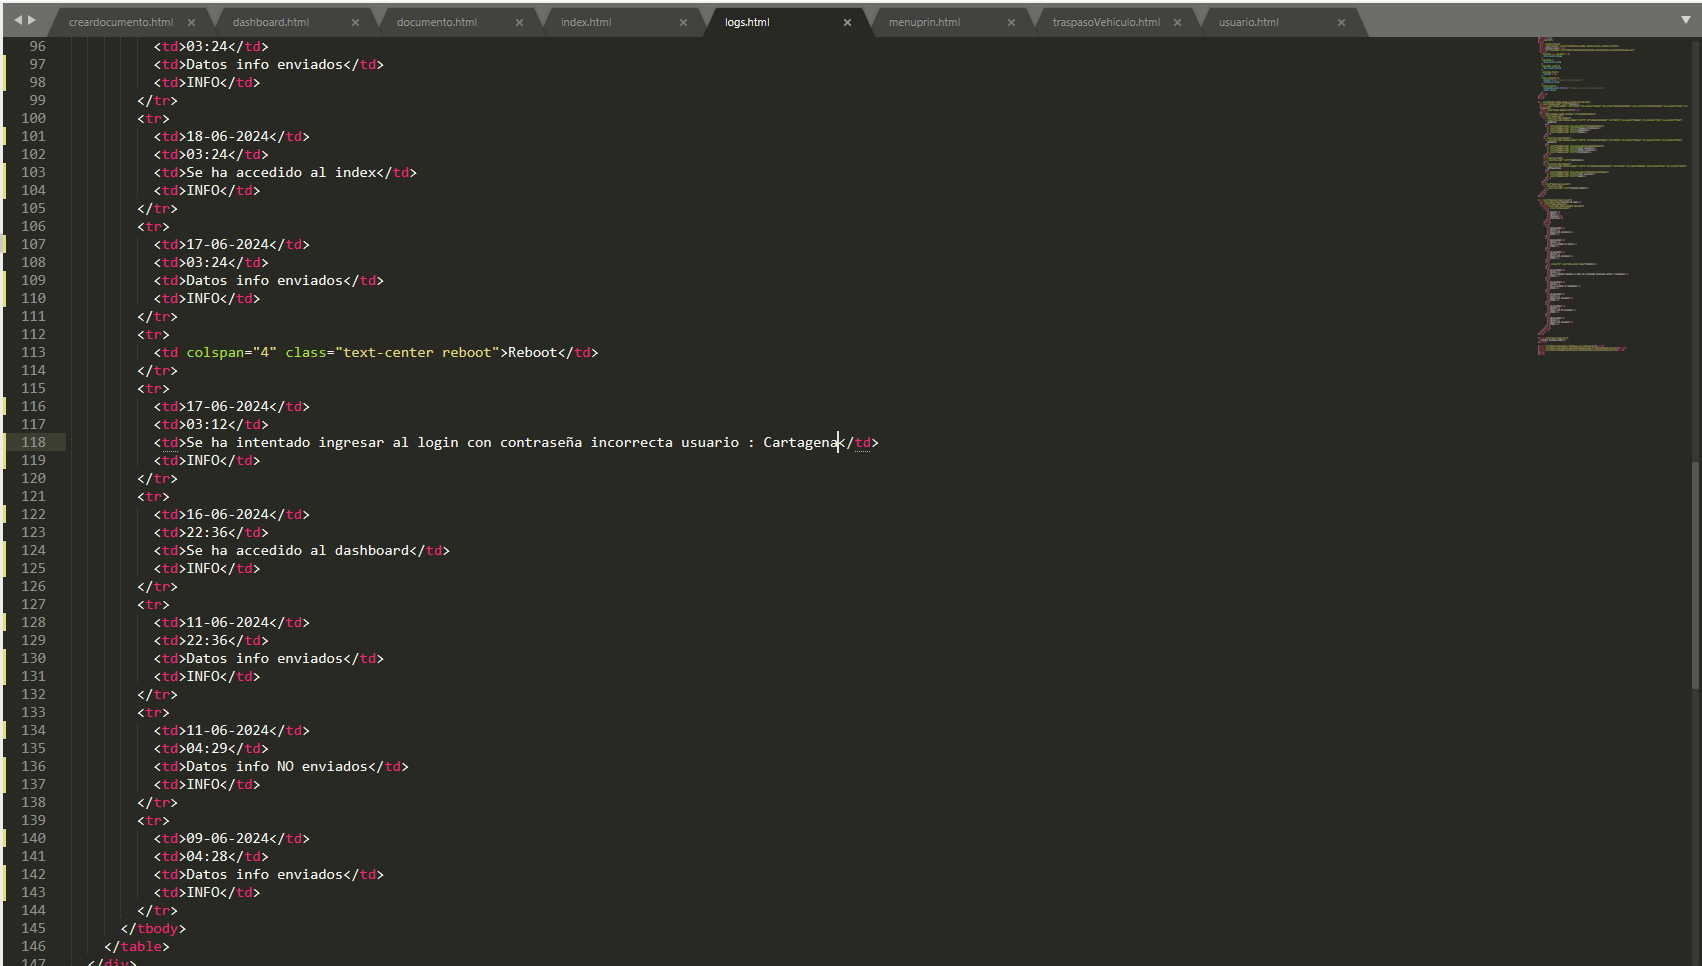 creardocumento.html × dashboard.html × documento.html × index.html × logs.html × menuprin.html × traspasoVehiculo.html × usuario.html ×
96 <td>03:24</td>
97 <td>Datos info enviados</td>
98 <td>INFO</td>
99 </tr>
100 <tr>
101 <td>18-06-2024</td>
102 <td>03:24</td>
103 <td>Se ha accedido al index</td>
104 <td>INFO</td>
105 </tr>
106 <tr>
107 <td>17-06-2024</td>
108 <td>03:24</td>
109 <td>Datos info enviados</td>
110 <td>INFO</td>
111 </tr>
112 <tr>
113 <td colspan="4" class="text-center reboot">Reboot</td>
114 </tr>
115 <tr>
116 <td>17-06-2024</td>
117 <td>03:12</td>
118 <td>Se ha intentado ingresar al login con contraseña incorrecta usuario : Cartagena</td>
119 <td>INFO</td>
120 </tr>
121 <tr>
122 <td>16-06-2024</td>
123 <td>22:36</td>
124 <td>Se ha accedido al dashboard</td>
125 <td>INFO</td>
126 </tr>
127 <tr>
128 <td>11-06-2024</td>
129 <td>22:36</td>
130 <td>Datos info enviados</td>
131 <td>INFO</td>
132 </tr>
133 <tr>
134 <td>11-06-2024</td>
135 <td>04:29</td>
136 <td>Datos info NO enviados</td>
137 <td>INFO</td>
138 </tr>
139 <tr>
140 <td>09-06-2024</td>
141 <td>04:28</td>
142 <td>Datos info enviados</td>
143 <td>INFO</td>
144 </tr>
145 </tbody>
146 </table>
147 </div>